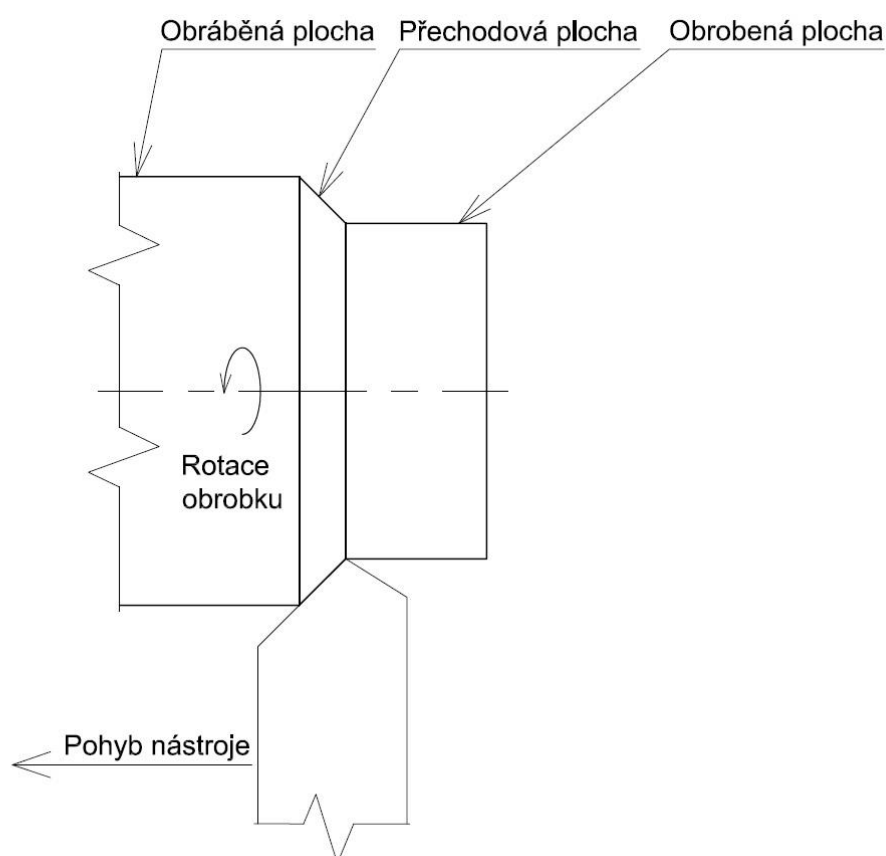 Obráběná plocha
Přechodová plocha
Obrobená plocha
Rotace
obrobku
Pohyb nástroje